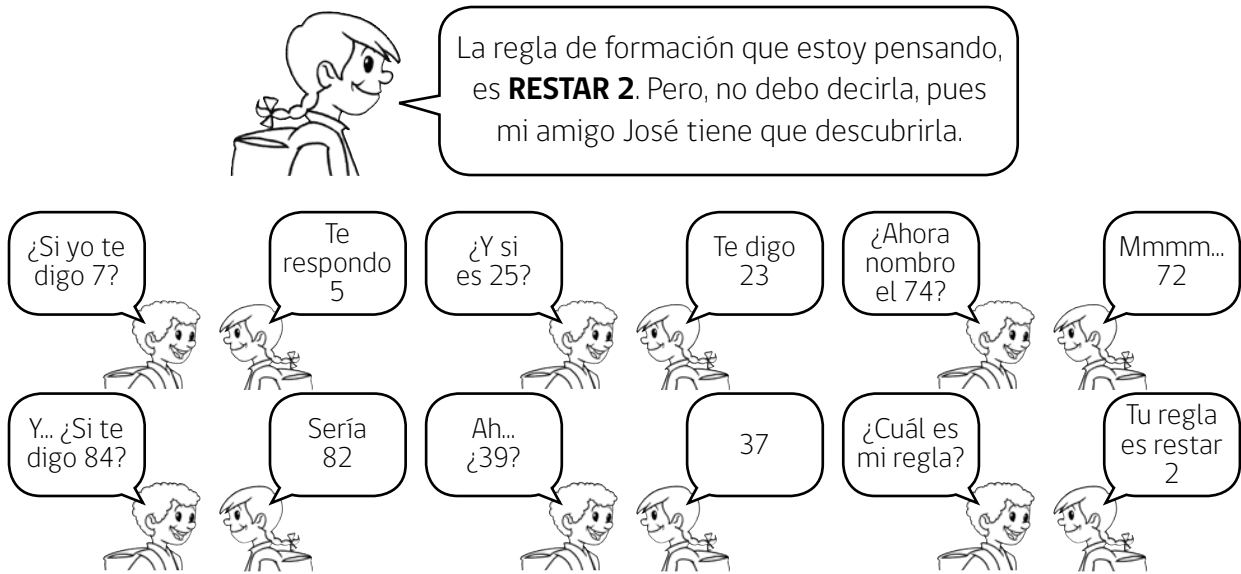 La regla de formación que estoy pensando,
es RESTAR 2. Pero, no debo decirla, pues
mi amigo José tiene que descubrirla.
¿Si yo te
digo 7?
Te
respondo
5
¿Y si
es 25?
Te digo
23
¿Ahora
nombro
el 74?
Mmmm...
72
Y... ¿Si te
digo 84?
Sería
82
Ah...
¿39?
37
¿Cuál es
mi regla?
Tu regla
es restar
2